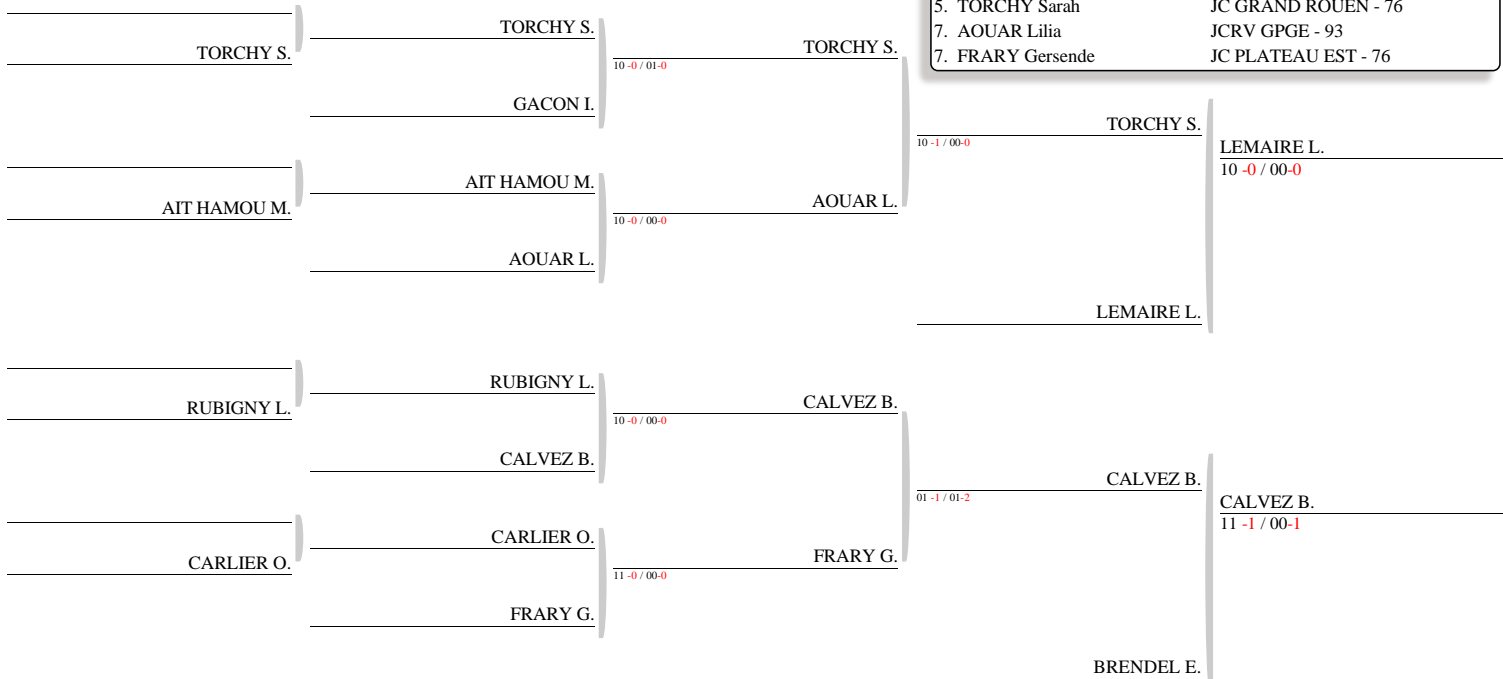 5. TORCHY Sarah JC GRAND ROUEN - 76
7. AOUAR Lilia JCRV GPGE - 93
7. FRARY Gersende JC PLATEAU EST - 76
TORCHY S.
TORCHY S.
GACON I.
TORCHY S.
10 -0 / 01-0
AIT HAMOU M.
AIT HAMOU M.
AOUAR L.
AOUAR L.
10 -0 / 00-0
TORCHY S.
10 -1 / 00-0
LEMAIRE L.
LEMAIRE L.
10 -0 / 00-0
RUBIGNY L.
RUBIGNY L.
CALVEZ B.
CALVEZ B.
10 -0 / 00-0
CARLIER O.
CARLIER O.
FRARY G.
FRARY G.
11 -0 / 00-0
CALVEZ B.
01 -1 / 01-2
BRENDEL E.
CALVEZ B.
11 -1 / 00-1